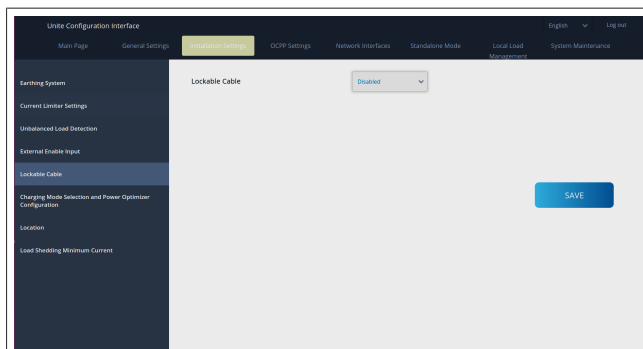 Unite Configuration Interface
English
Log out
Main Page
General Settings
Installation Settings
OCPP Settings
Network Interfaces
Standalone Mode
Local Load
Management
System Maintenance
Earthing System
Current Limiter Settings
Unbalanced Load Detection
External Enable Input
Lockable Cable
Charging Mode Selection and Power Optimizer
Configuration
Location
Load Shedding Minimum Current
Lockable Cable
Disabled
SAVE